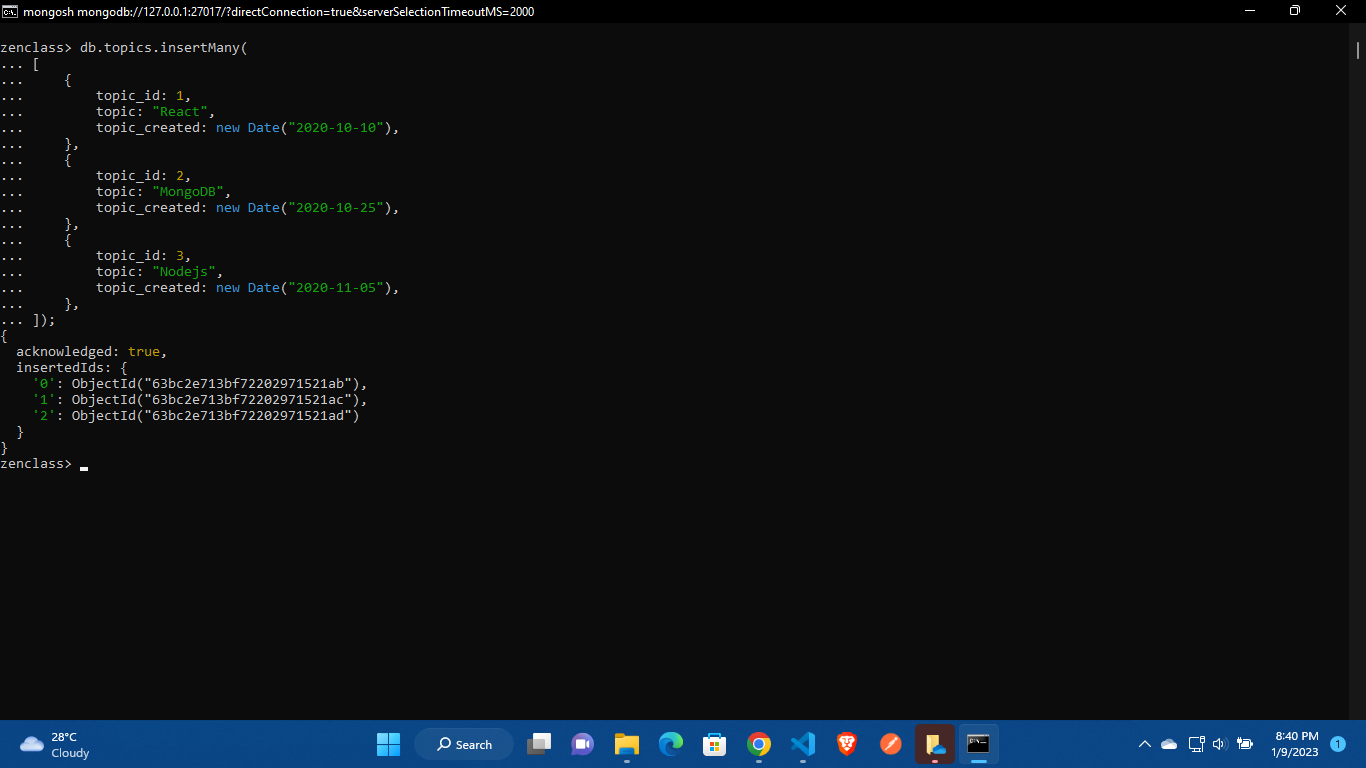 mongosh mongodb://127.0.0.1:27017/?directConnection=true&serverSelectionTimeoutMS=2000
zenclass> db.topics.insertMany(
... [
...     {
...         topic_id: 1,
...         topic: "React",
...         topic_created: new Date("2020-10-10"),
...     },
...     {
...         topic_id: 2,
...         topic: "MongoDB",
...         topic_created: new Date("2020-10-25"),
...     },
...     {
...         topic_id: 3,
...         topic: "Nodejs",
...         topic_created: new Date("2020-11-05"),
...     },
... ]);
{
  acknowledged: true,
  insertedIds: {
    '0': ObjectId("63bc2e713bf72202971521ab"),
    '1': ObjectId("63bc2e713bf72202971521ac"),
    '2': ObjectId("63bc2e713bf72202971521ad")
  }
}
zenclass>
28°C
Cloudy
Search
8:40 PM
1/9/2023
1